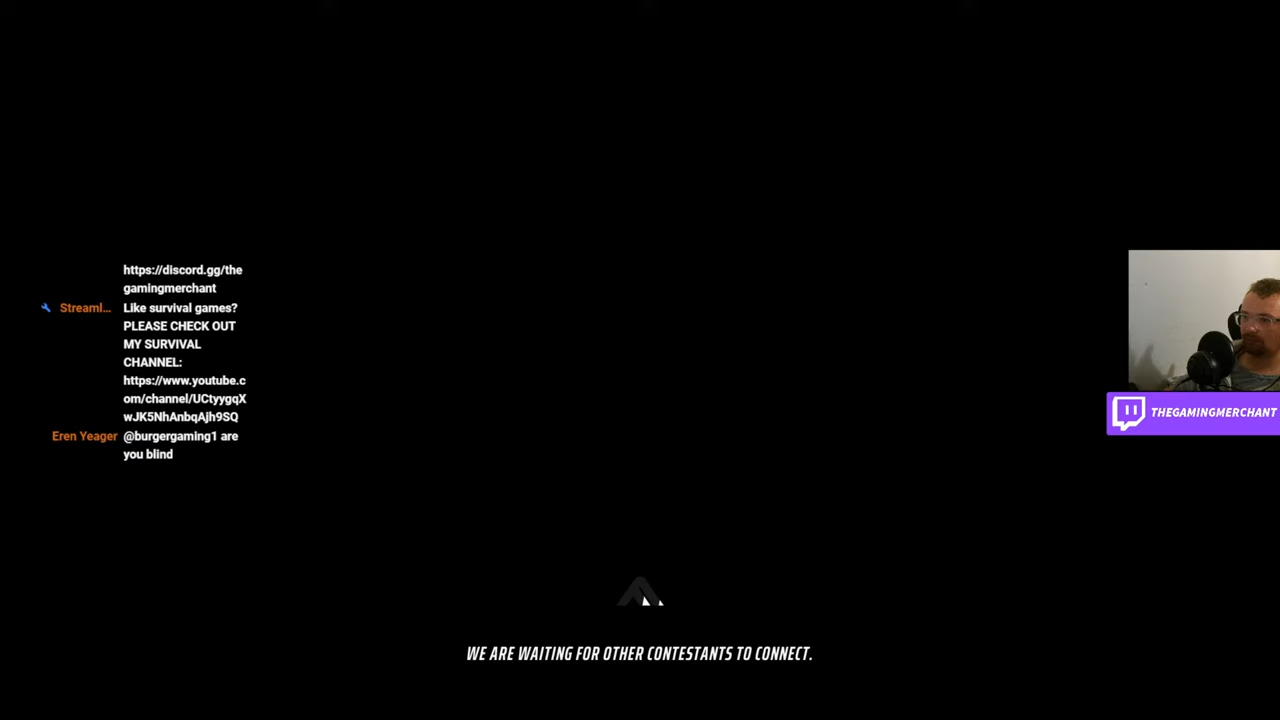 https://discord.gg/the
gamingmerchant
Streaml... Like survival games?
PLEASE CHECK OUT
MY SURVIVAL
CHANNEL:
https://www.youtube.c
om/channel/UCtyygqX
wJK5NhAnbqAjh9SQ
Eren Yeager @burgergaming1 are
you blind
THEGAMINGMERCHANT
WE ARE WAITING FOR OTHER CONTESTANTS TO CONNECT.